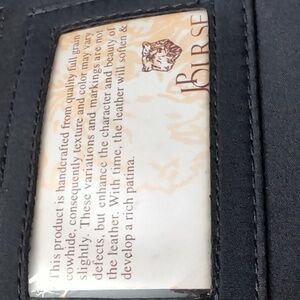 This product is handcrafted from quality full grain
cowhide, consequently texture and color may vary
slightly. These variations and markings are not
defects, but enhance the character and beauty of
the leather. With time, the leather will soften &
develop a rich patina.